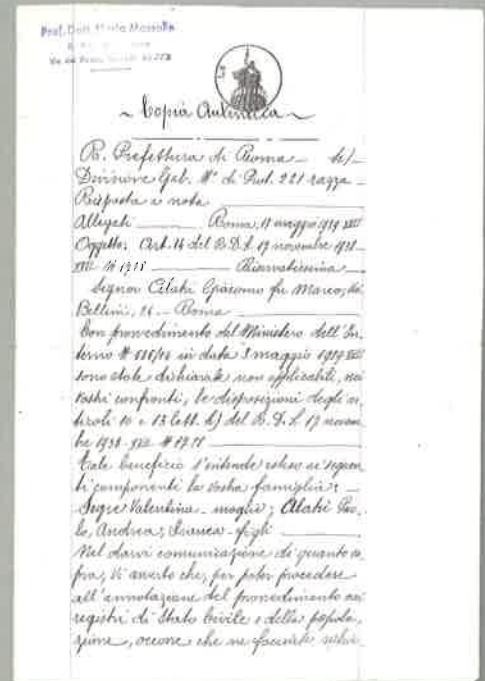 Prof. Dott. Mario
~ Copia Autentica ~
R. Prefettura di Roma
Divisione Gab. N° di Prot. 221 razza
Risposta a nota
Allegati Roma, 11 maggio 1939 XVII
Oggetto: Art. 14 del R.D.L. 17 novembre 1938
XVII N 1728 Riservatissima
Signor Alatri Giacomo fu Marco, Via
Bellini, 26 - Roma
Con provvedimento del Ministero dell'In
terno N in data 3 maggio 1939 XVII
sono state dichiarate non applicabili, nei
vostri confronti, le disposizioni degli ar
ticoli 10 e 13 lett. h) del R. D. L. 17 novem
bre 1938 XVII N 1728
Tale beneficio s'intende esteso ai seguen
ti componenti la vostra famiglia:
Segre Valentina - moglie; Alatri Pao
lo, Andrea, Franca - figli
Nel darvi comunicazione di quanto so
pra, Vi avverto che, per poter procedere
all'annotazione del provvedimento nei
registri di Stato Civile e della popola
zione, occorre che ne facciate